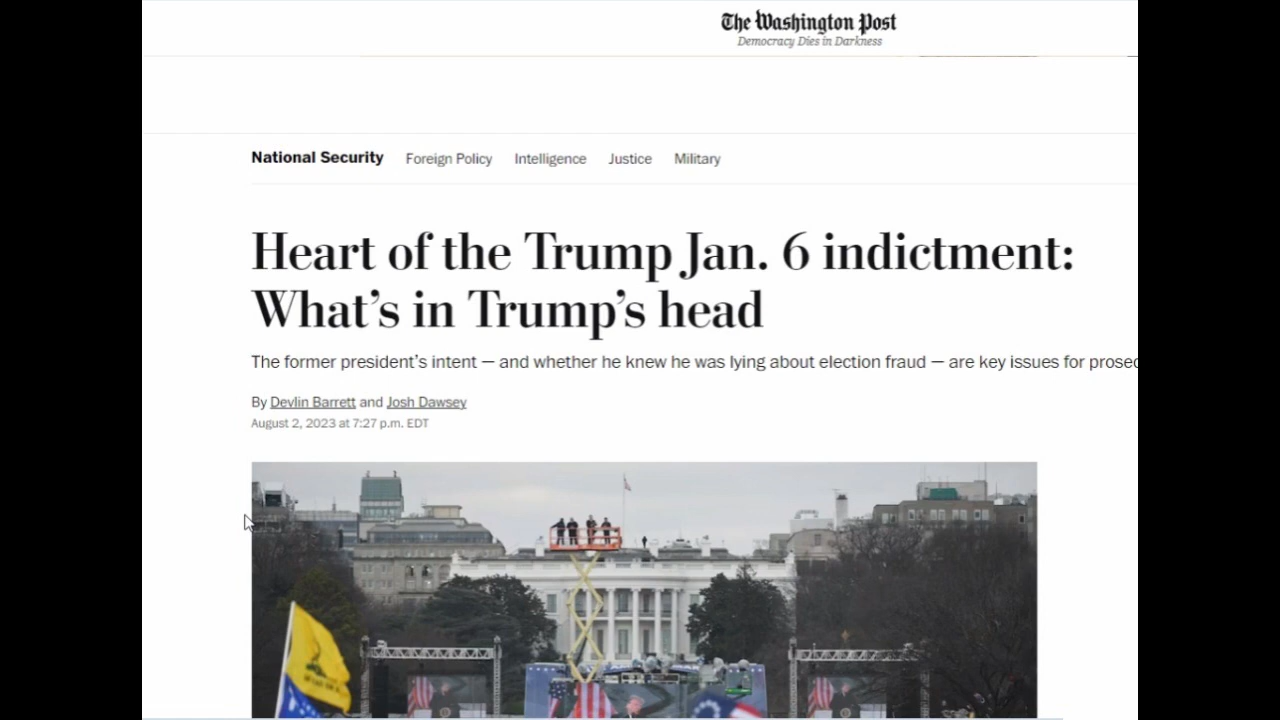 The Washington Post
Democracy Dies in Darkness
National Security Foreign Policy Intelligence Justice Military
Heart of the Trump Jan. 6 indictment:
What's in Trump's head
The former president's intent — and whether he knew he was lying about election fraud — are key issues for prosec
By Devlin Barrett and Josh Dawsey
August 2, 2023 at 7:27 p.m. EDT